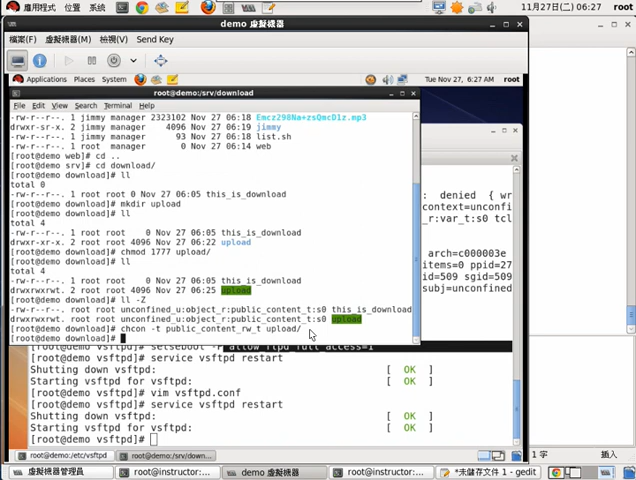 應用程式 位置 系統 11月27日(二) 06:27 root
demo 虛擬機器
檔案(F) 虛擬機器(M) 檢視(V) Send Key
Applications Places System Tue Nov 27, 6:27 AM root
root@demo:/srv/download
File Edit View Search Terminal Help
-rw-r--r--. 1 jimmy manager 2323102 Nov 27 06:18 Emcz298Na+zsQmcD1z.mp3
drwxr-sr-x. 2 jimmy manager 4096 Nov 27 06:19 jimmy
-rw-r--r--. 1 jimmy manager 93 Nov 27 06:18 list.sh
-rw-r--r--. 1 root manager 0 Nov 27 06:14 web
[root@demo web]# cd ..
[root@demo srv]# cd download/
[root@demo download]# ll
total 0
-rw-r--r--. 1 root root 0 Nov 27 06:05 this_is_download
[root@demo download]# mkdir upload
[root@demo download]# ll
total 4
-rw-r--r--. 1 root root 0 Nov 27 06:05 this_is_download
drwxr-xr-x. 2 root root 4096 Nov 27 06:22 upload
[root@demo download]# chmod 1777 upload/
[root@demo download]# ll
total 4
-rw-r--r--. 1 root root 0 Nov 27 06:05 this_is_download
drwxrwxrwt. 2 root root 4096 Nov 27 06:25 upload
[root@demo download]# ll -Z
-rw-r--r--. root root unconfined_u:object_r:public_content_t:s0 this_is_download
drwxrwxrwt. root root unconfined_u:object_r:public_content_t:s0 upload
[root@demo download]# chcon -t public_content_rw_t upload/
[root@demo download]#
: denied { wr
context=unconfi
_r:var_t:s0 tcl
arch=c000003e
items=0 ppid=27
id=509 sgid=509
subj=unconfined
[root@demo vsftpd]# setsebool -P allow_ftpd_full_access=1
[root@demo vsftpd]# service vsftpd restart
Shutting down vsftpd: [ OK ]
Starting vsftpd for vsftpd: [ OK ]
[root@demo vsftpd]# vim vsftpd.conf
[root@demo vsftpd]# service vsftpd restart
Shutting down vsftpd: [ OK ]
Starting vsftpd for vsftpd: [ OK ]
[root@demo vsftpd]#
root@demo:/etc/vsftpd root@demo:/srv/down...
1 字 插入
虛擬機器管理員 root@instructor:... demo 虛擬機器 root@instructor:... *未儲存文件 1 - gedit